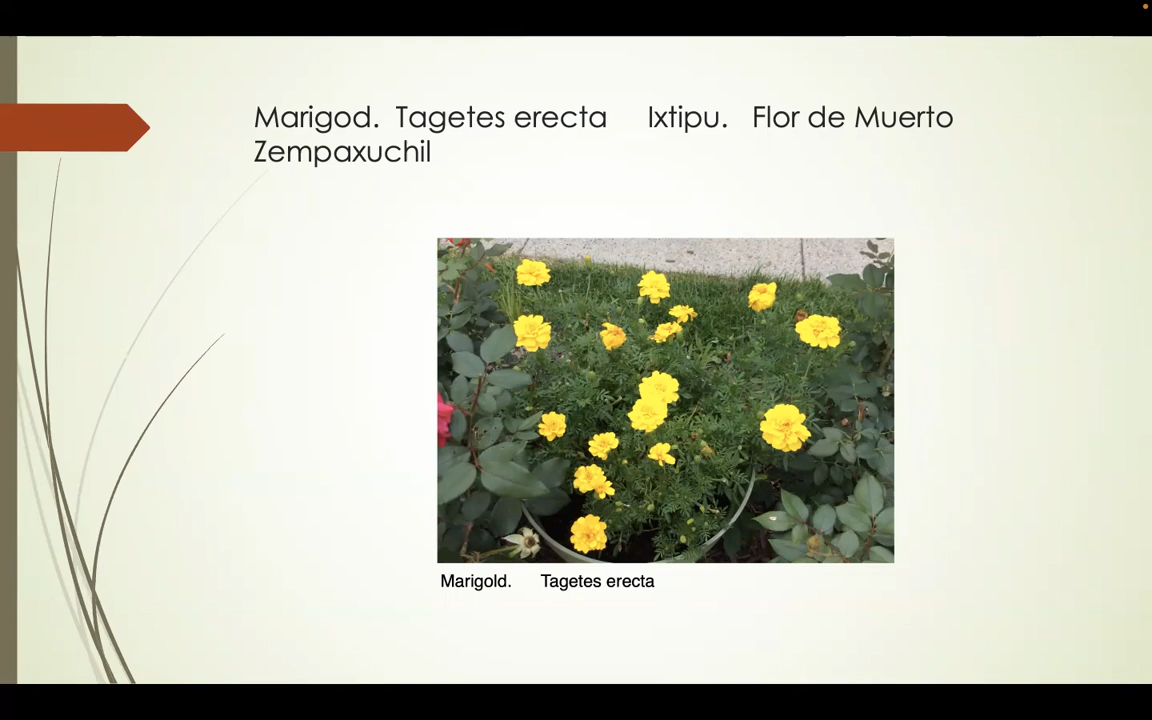 Marigod. Tagetes erecta Ixtipu. Flor de Muerto
Zempaxuchil
Marigold. Tagetes erecta